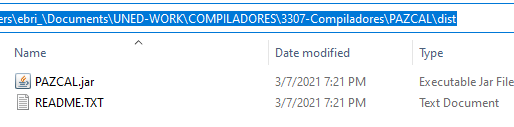 ers\ebri_\Documents\UNED-WORK\COMPILADORES\3307-Compiladores\PAZCAL\dist
Name Date modified Type
PAZCAL.jar 3/7/2021 7:21 PM Executable Jar File
README.TXT 3/7/2021 7:21 PM Text Document